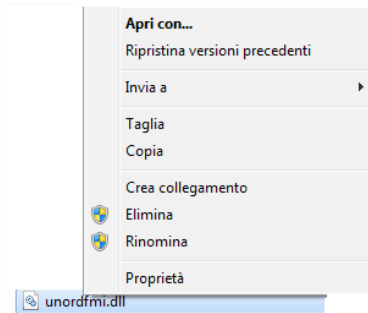 Apri con...
Ripristina versioni precedenti
Invia a
Taglia
Copia
Crea collegamento
Elimina
Rinomina
Proprietà
unordfmi.dll